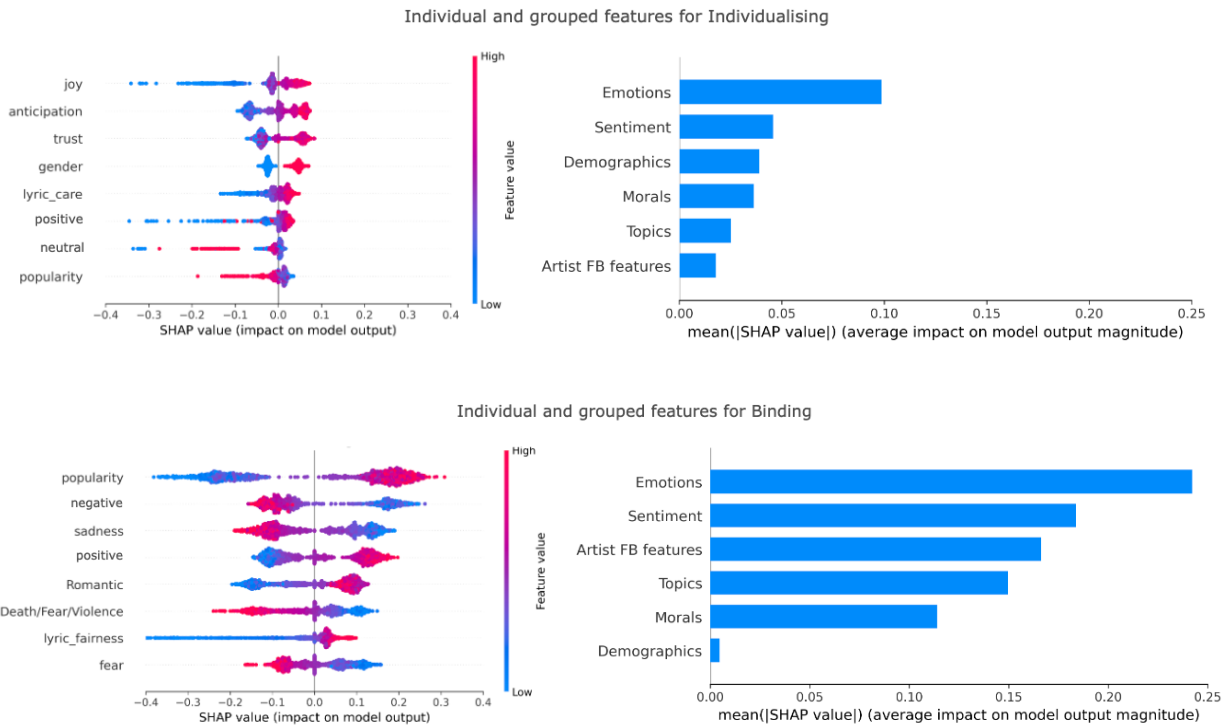 Individual and grouped features for Individualising
joy
anticipation
trust
gender
lyric_care
positive
neutral
popularity
−0.4 −0.3 −0.2 −0.1 0.0 0.1 0.2 0.3 0.4
SHAP value (impact on model output)
High
Feature value
Low
Emotions
Sentiment
Demographics
Morals
Topics
Artist FB features
0.00 0.05 0.10 0.15 0.20 0.25
mean(|SHAP value|) (average impact on model output magnitude)
Individual and grouped features for Binding
popularity
negative
sadness
positive
Romantic
Death/Fear/Violence
lyric_fairness
fear
−0.4 −0.3 −0.2 −0.1 0.0 0.1 0.2 0.3 0.4
SHAP value (impact on model output)
High
Feature value
Low
Emotions
Sentiment
Artist FB features
Topics
Morals
Demographics
0.00 0.05 0.10 0.15 0.20 0.25
mean(|SHAP value|) (average impact on model output magnitude)